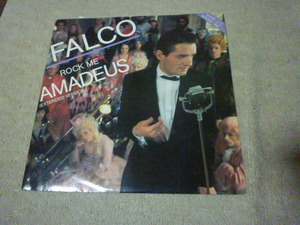 FALCO
ROCK ME
AMADEUS
EXTENDED VERSION